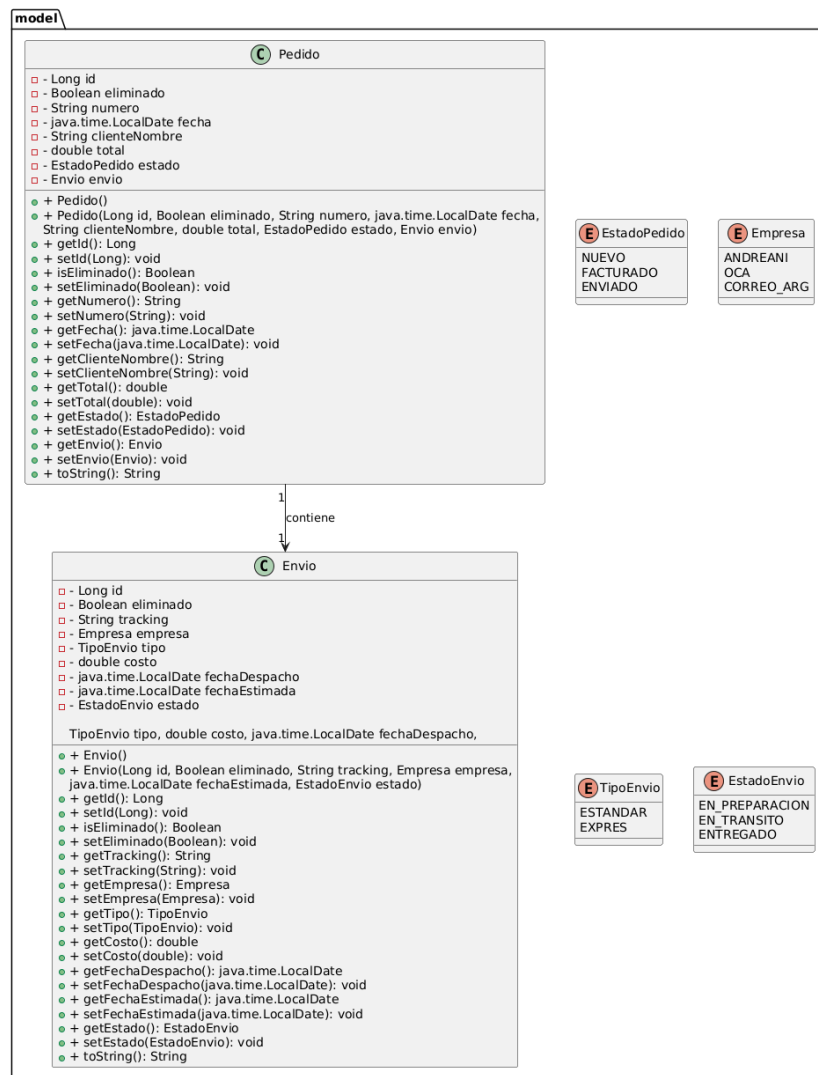 model
C Pedido
- Long id
- Boolean eliminado
- String numero
- java.time.LocalDate fecha
- String clienteNombre
- double total
- EstadoPedido estado
- Envio envio
+ Pedido()
+ Pedido(Long id, Boolean eliminado, String numero, java.time.LocalDate fecha,
String clienteNombre, double total, EstadoPedido estado, Envio envio)
+ getId(): Long
+ setId(Long): void
+ isEliminado(): Boolean
+ setEliminado(Boolean): void
+ getNumero(): String
+ setNumero(String): void
+ getFecha(): java.time.LocalDate
+ setFecha(java.time.LocalDate): void
+ getClienteNombre(): String
+ setClienteNombre(String): void
+ getTotal(): double
+ setTotal(double): void
+ getEstado(): EstadoPedido
+ setEstado(EstadoPedido): void
+ getEnvio(): Envio
+ setEnvio(Envio): void
+ toString(): String
E EstadoPedido
NUEVO
FACTURADO
ENVIADO
E Empresa
ANDREANI
OCA
CORREO_ARG
1
contiene
1
C Envio
- Long id
- Boolean eliminado
- String tracking
- Empresa empresa
- TipoEnvio tipo
- double costo
- java.time.LocalDate fechaDespacho
- java.time.LocalDate fechaEstimada
- EstadoEnvio estado
TipoEnvio tipo, double costo, java.time.LocalDate fechaDespacho,
+ Envio()
+ Envio(Long id, Boolean eliminado, String tracking, Empresa empresa,
java.time.LocalDate fechaEstimada, EstadoEnvio estado)
+ getId(): Long
+ setId(Long): void
+ isEliminado(): Boolean
+ setEliminado(Boolean): void
+ getTracking(): String
+ setTracking(String): void
+ getEmpresa(): Empresa
+ setEmpresa(Empresa): void
+ getTipo(): TipoEnvio
+ setTipo(TipoEnvio): void
+ getCosto(): double
+ setCosto(double): void
+ getFechaDespacho(): java.time.LocalDate
+ setFechaDespacho(java.time.LocalDate): void
+ getFechaEstimada(): java.time.LocalDate
+ setFechaEstimada(java.time.LocalDate): void
+ getEstado(): EstadoEnvio
+ setEstado(EstadoEnvio): void
+ toString(): String
E TipoEnvio
ESTANDAR
EXPRES
E EstadoEnvio
EN_PREPARACION
EN_TRANSITO
ENTREGADO